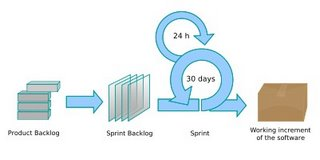 24 h
30 days
Product Backlog
Sprint Backlog
Sprint
Working increment
of the software